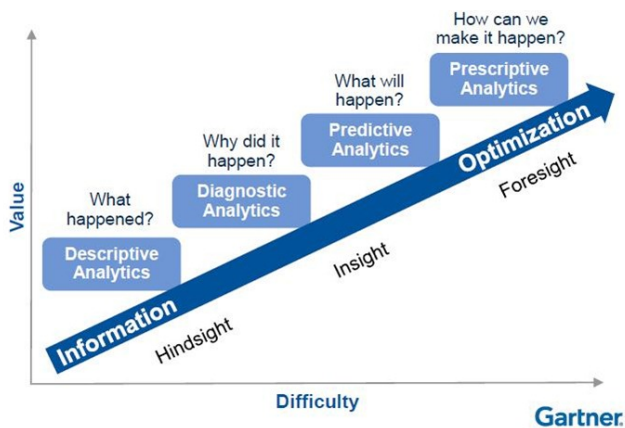 How can we
make it happen?
Prescriptive
Analytics
What will
happen?
Predictive
Analytics
Why did it
happen?
Diagnostic
Analytics
What
happened?
Descriptive
Analytics
Value
Information
Optimization
Hindsight
Insight
Foresight
Difficulty
Gartner